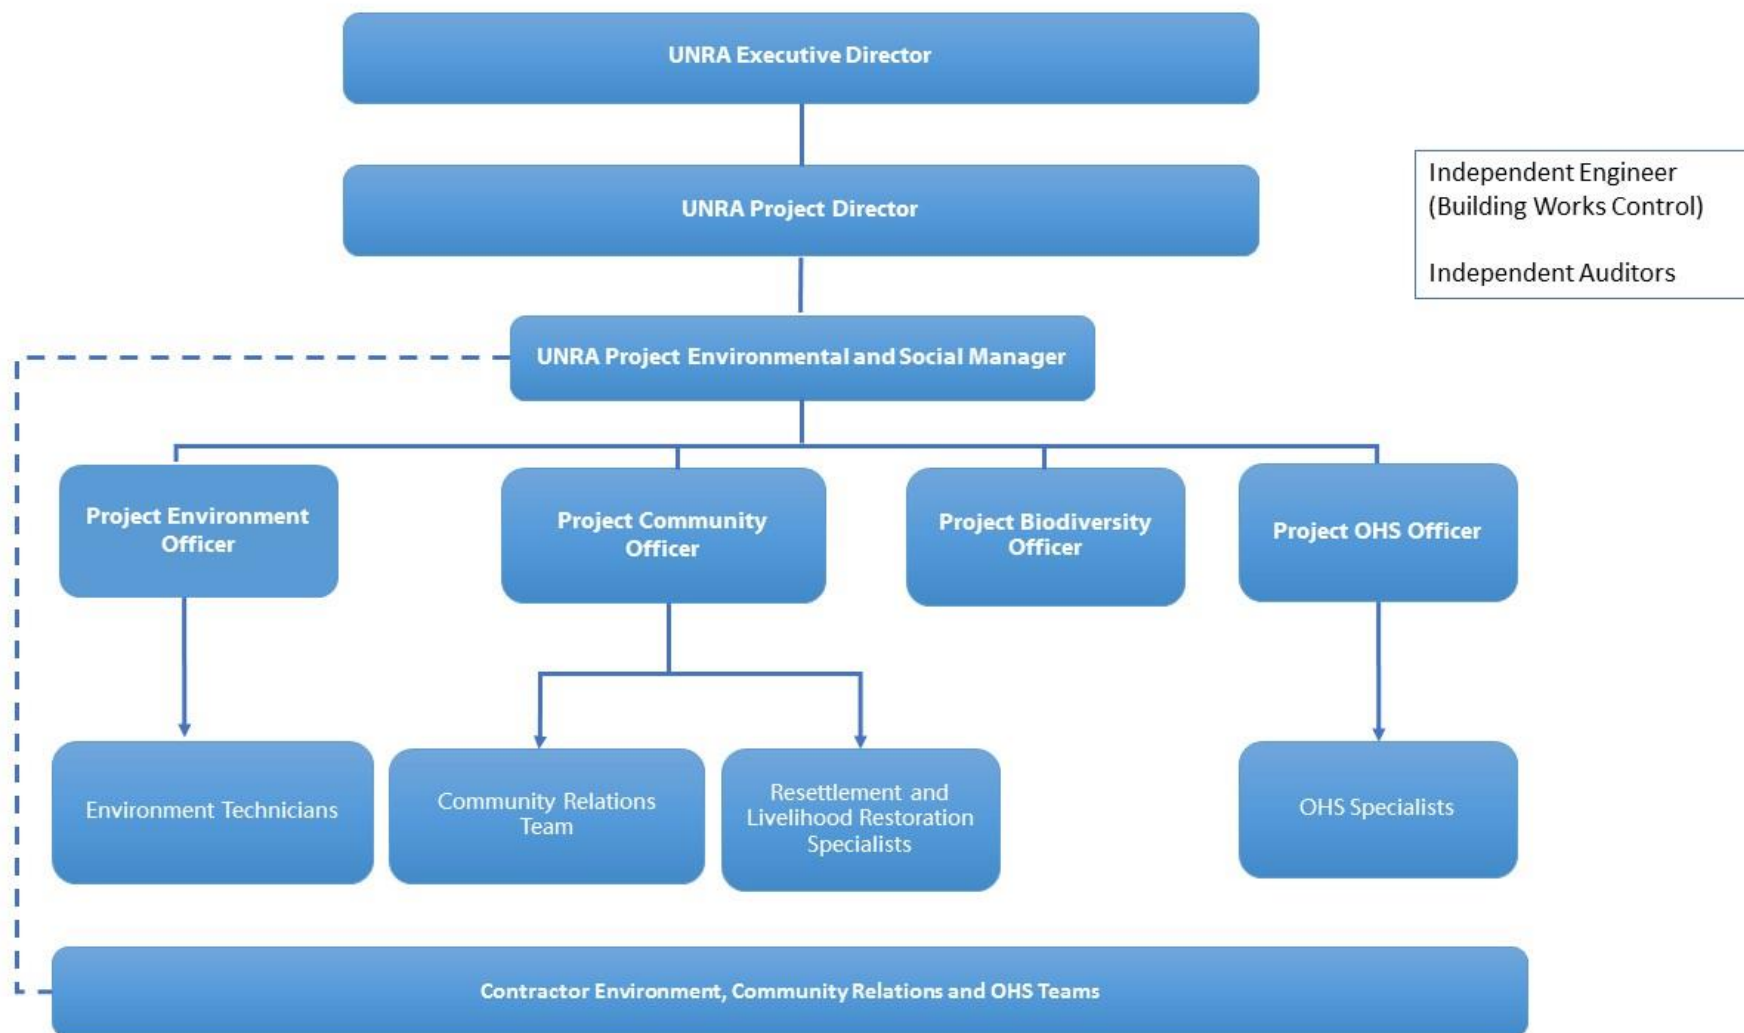 UNRA Executive Director
UNRA Project Director
Independent Engineer
(Building Works Control)
Independent Auditors
UNRA Project Environmental and Social Manager
Project Environment
Officer
Project Community
Officer
Project Biodiversity
Officer
Project OHS Officer
Environment Technicians
Community Relations
Team
Resettlement and
Livelihood Restoration
Specialists
OHS Specialists
Contractor Environment, Community Relations and OHS Teams